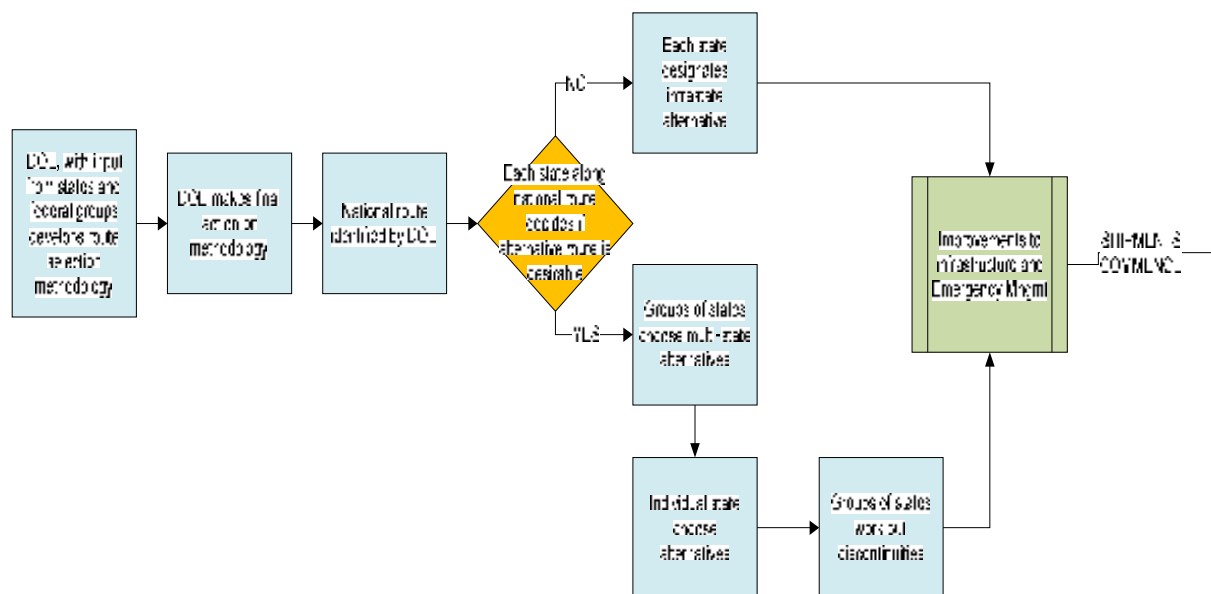 DOE, with input
from states and
federal groups
develops route
selection
methodology
DOE makes final
action on
methodology
National route
identified by DOE
Each state along
national route
decides if
alternative route is
desirable
NO
Each state
designates
intrastate
alternative
YES
Groups of states
choose multi-state
alternatives
Individual state
choose
alternatives
Groups of states
work out
discontinuities
Improvements to
infrastructure and
Emergency Mngmt
SHIPMENTS
COMMENCE